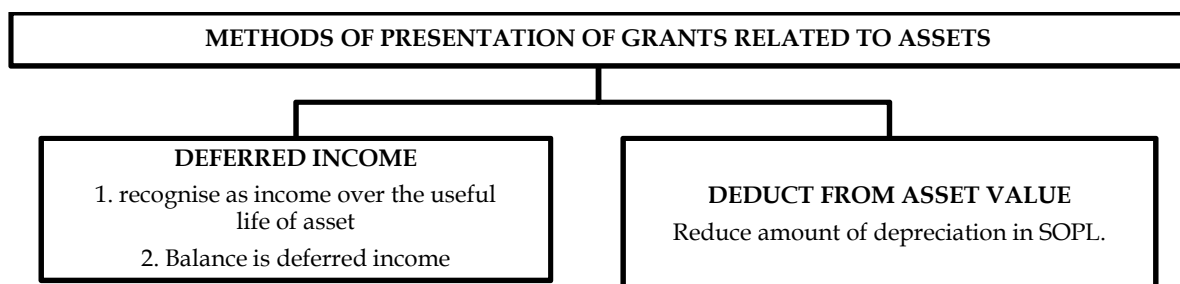 METHODS OF PRESENTATION OF GRANTS RELATED TO ASSETS
DEFERRED INCOME
1. recognise as income over the useful
life of asset
2. Balance is deferred income
DEDUCT FROM ASSET VALUE
Reduce amount of depreciation in SOPL.